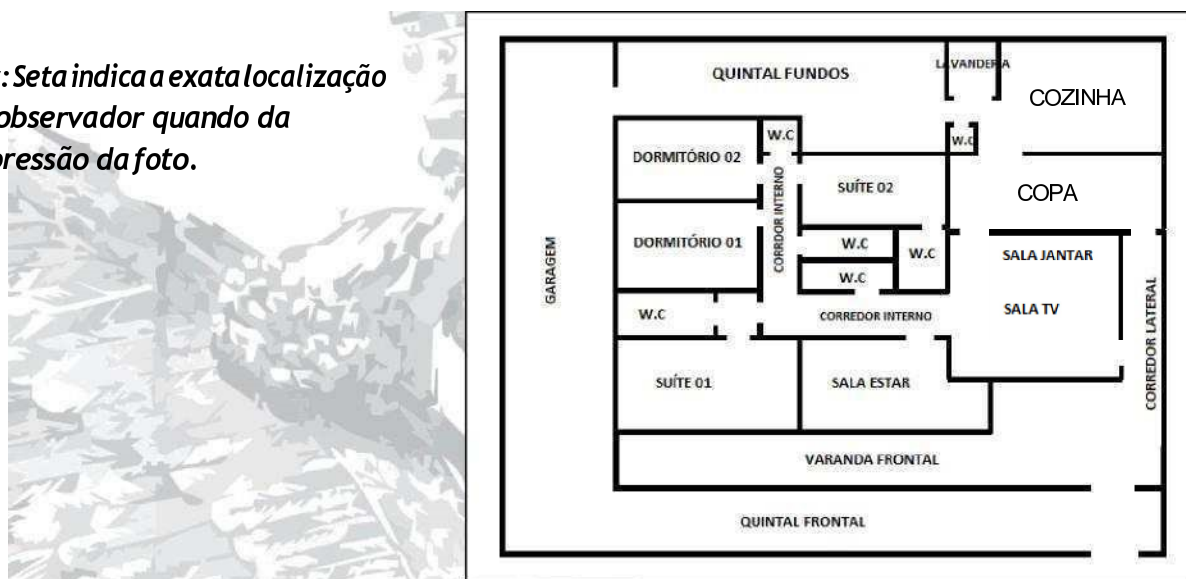 : Seta indica a exata localização
observador quando da
pressão da foto.
QUINTAL FUNDOS
LAVANDERIA
COZINHA
W.C
W.C
DORMITÓRIO 02
CORRDOR INTERNO
SUÍTE 02
COPA
DORMITÓRIO 01
W.C
W.C
W.C
SALA JANTAR
GARAGEM
W.C
CORREDOR INTERNO
SALA TV
CORREDOR LATERAL
SUÍTE 01
SALA ESTAR
VARANDA FRONTAL
QUINTAL FRONTAL